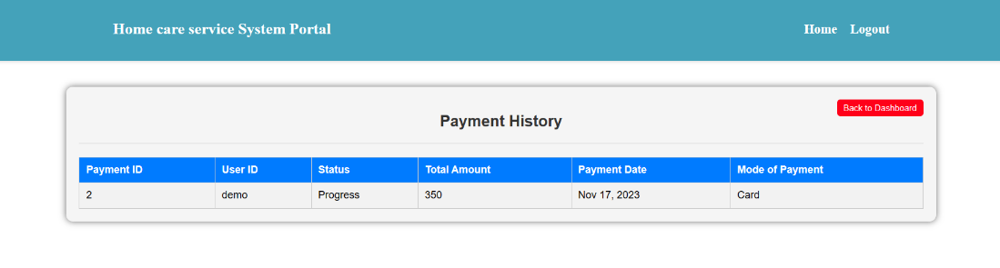 Home care service System Portal Home Logout
Back to Dashboard
Payment History
Payment ID User ID Status Total Amount Payment Date Mode of Payment
2 demo Progress 350 Nov 17, 2023 Card